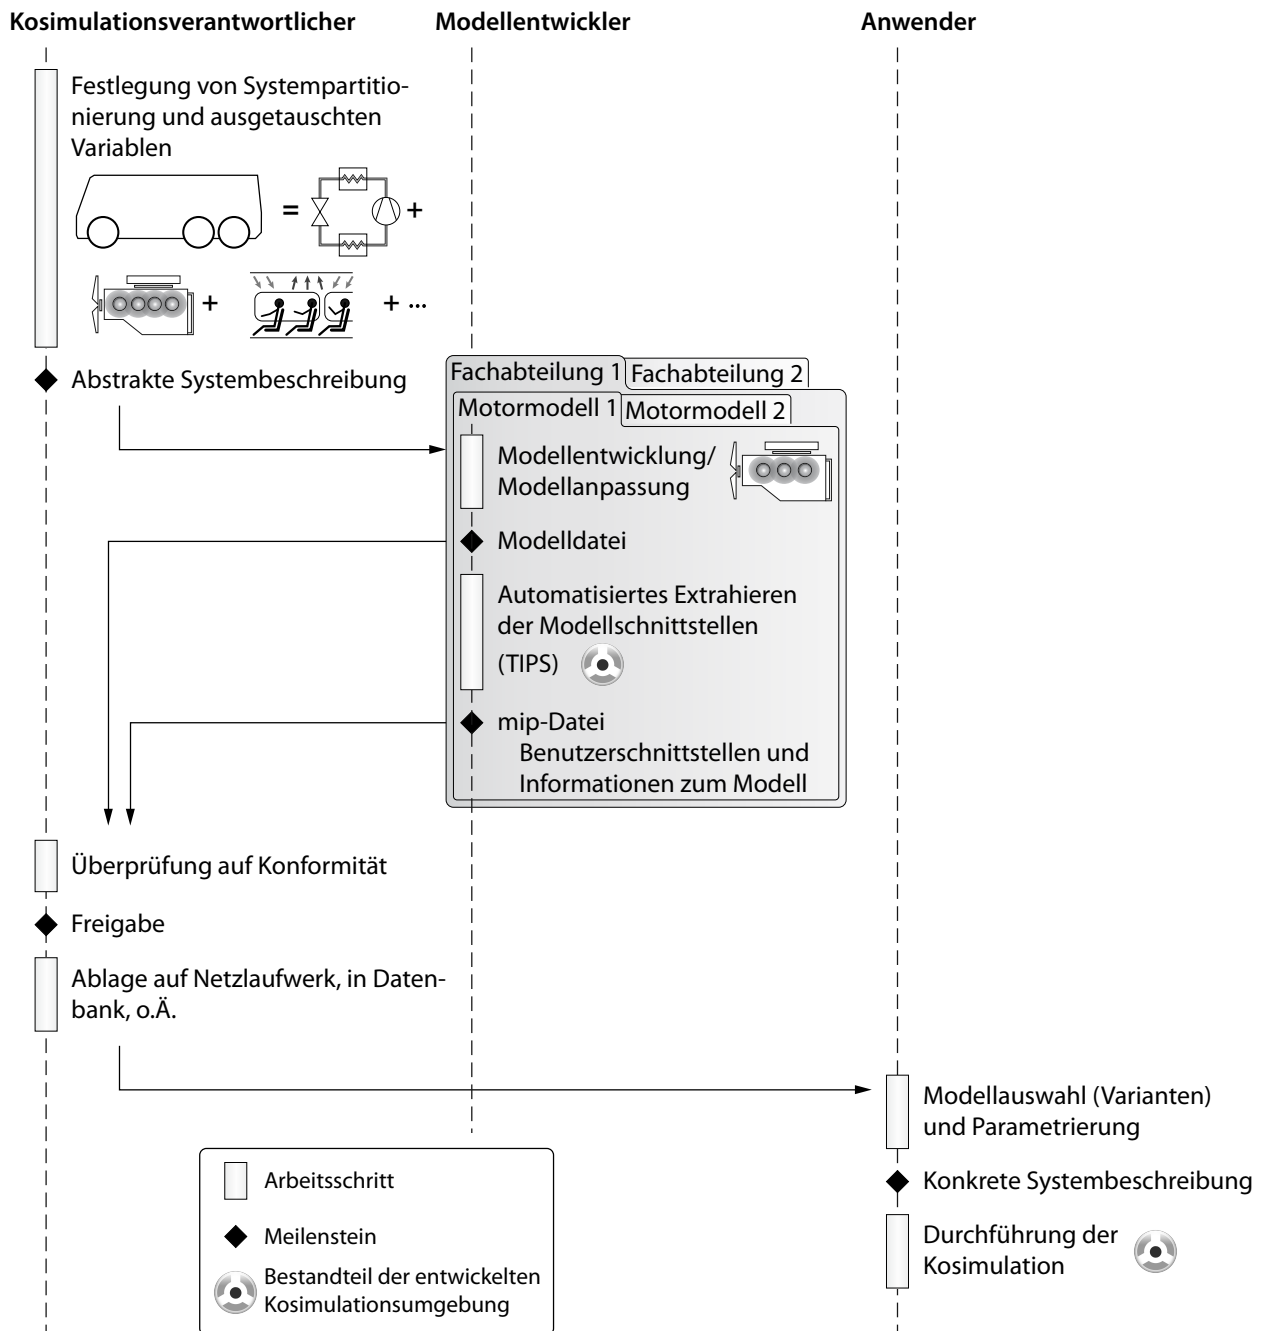 Kosimulationsverantwortlicher
Modellentwickler
Anwender
Festlegung von Systempartitio-
nierung und ausgetauschten
Variablen
= +
+ + ...
Abstrakte Systembeschreibung
Fachabteilung 1
Fachabteilung 2
Motormodell 1
Motormodell 2
Modellentwicklung/
Modellanpassung
Modelldatei
Automatisiertes Extrahieren
der Modellschnittstellen
(TIPS)
mip-Datei
Benutzerschnittstellen und
Informationen zum Modell
Überprüfung auf Konformität
Freigabe
Ablage auf Netzlaufwerk, in Daten-
bank, o.Ä.
Modellauswahl (Varianten)
und Parametrierung
Konkrete Systembeschreibung
Durchführung der
Kosimulation
Arbeitsschritt
Meilenstein
Bestandteil der entwickelten
Kosimulationsumgebung